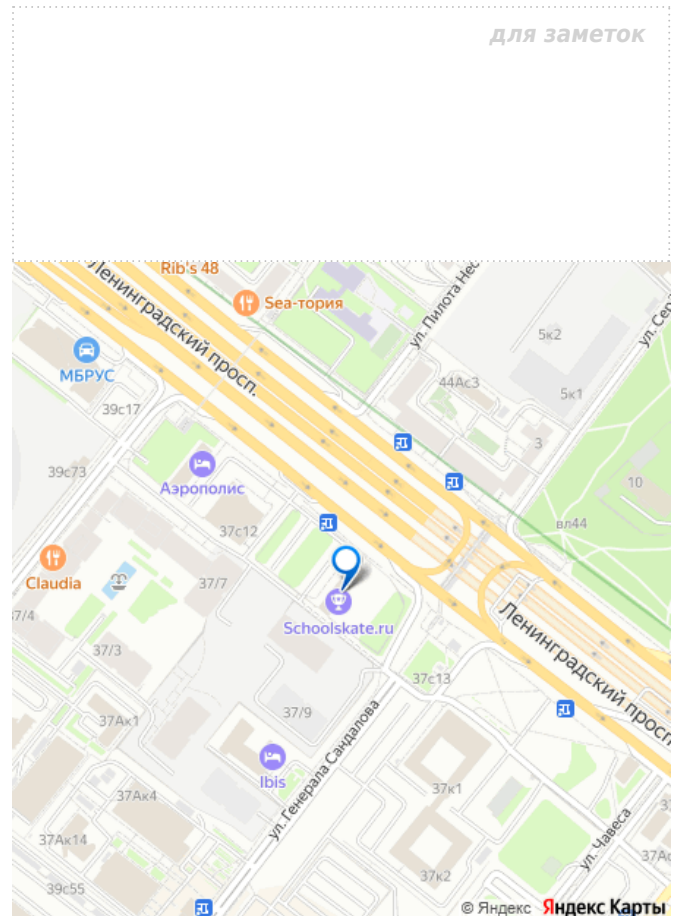 для заметок
Rib's 48
Ленинградский просп.
Sea-тория
ул. Пилота Нес
ул. Сер
5к2
МБРУС
44Ас3
5к1
39с17
3
39с73
Аэрополис
10
37с12
вл44
Claudia
37/7
7/4
Schoolskate.ru
Ленинградский просп
37/3
37с13
37/9
37Ак1
ул. Генерала Сандалова
Ibis
37к1
37Ак4
ул. Чавеса
37Ак14
37к2
39с55
© Яндекс Яндекс Карты